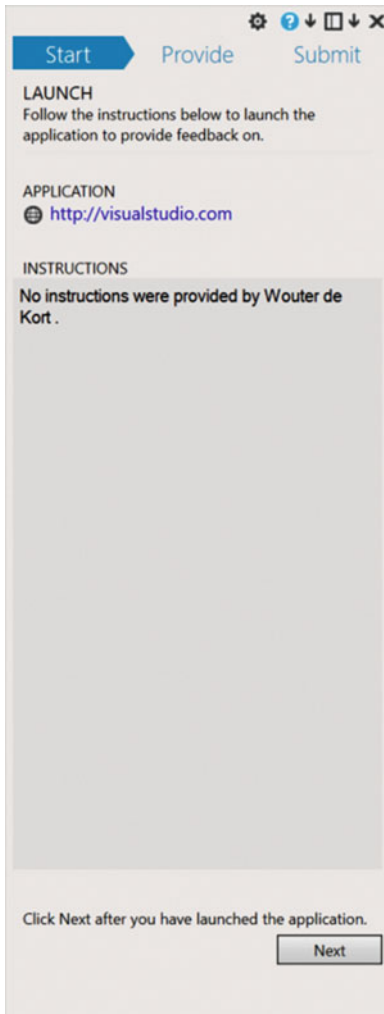 Start Provide Submit
LAUNCH
Follow the instructions below to launch the
application to provide feedback on.
APPLICATION
http://visualstudio.com
INSTRUCTIONS
No instructions were provided by Wouter de
Kort .
Click Next after you have launched the application.
Next